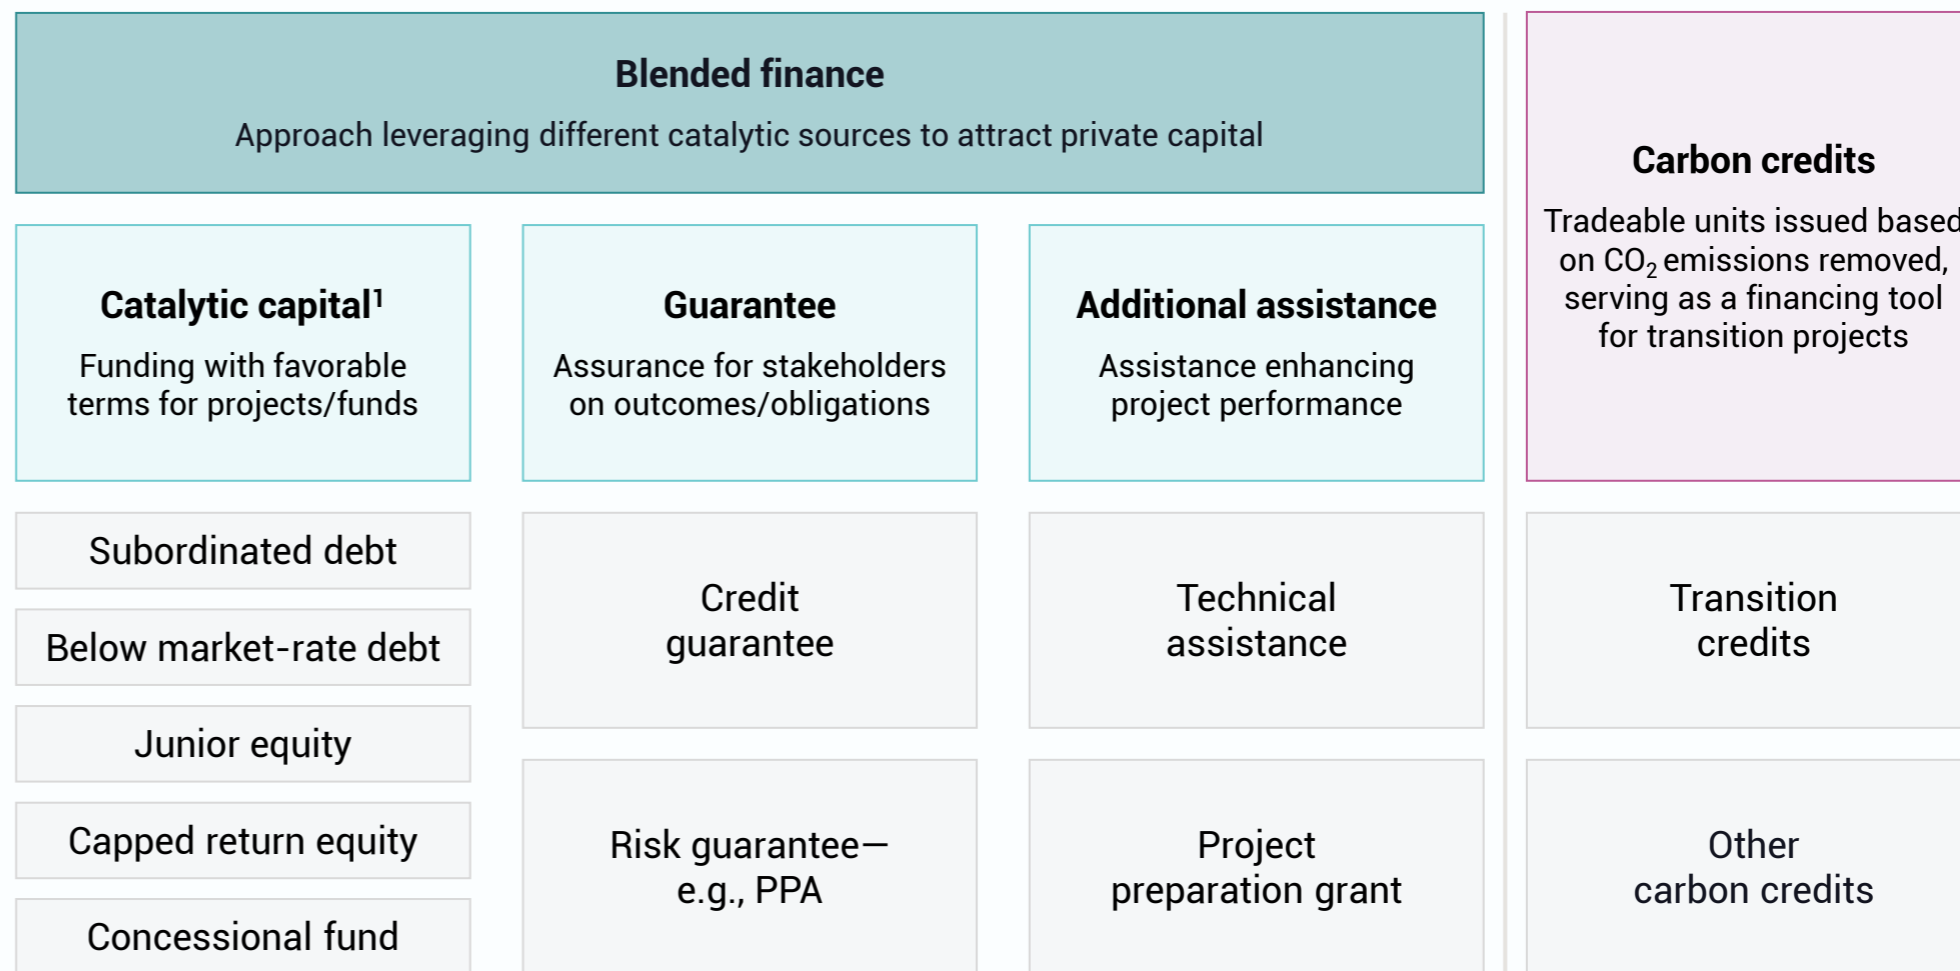 Blended finance
Approach leveraging different catalytic sources to attract private capital
Catalytic capital¹
Funding with favorable
terms for projects/funds
Subordinated debt
Below market-rate debt
Junior equity
Capped return equity
Concessional fund
Guarantee
Assurance for stakeholders
on outcomes/obligations
Credit
guarantee
Risk guarantee—
e.g., PPA
Additional assistance
Assistance enhancing
project performance
Technical
assistance
Project
preparation grant
Carbon credits
Tradeable units issued based
on CO₂ emissions removed,
serving as a financing tool
for transition projects
Transition
credits
Other
carbon credits